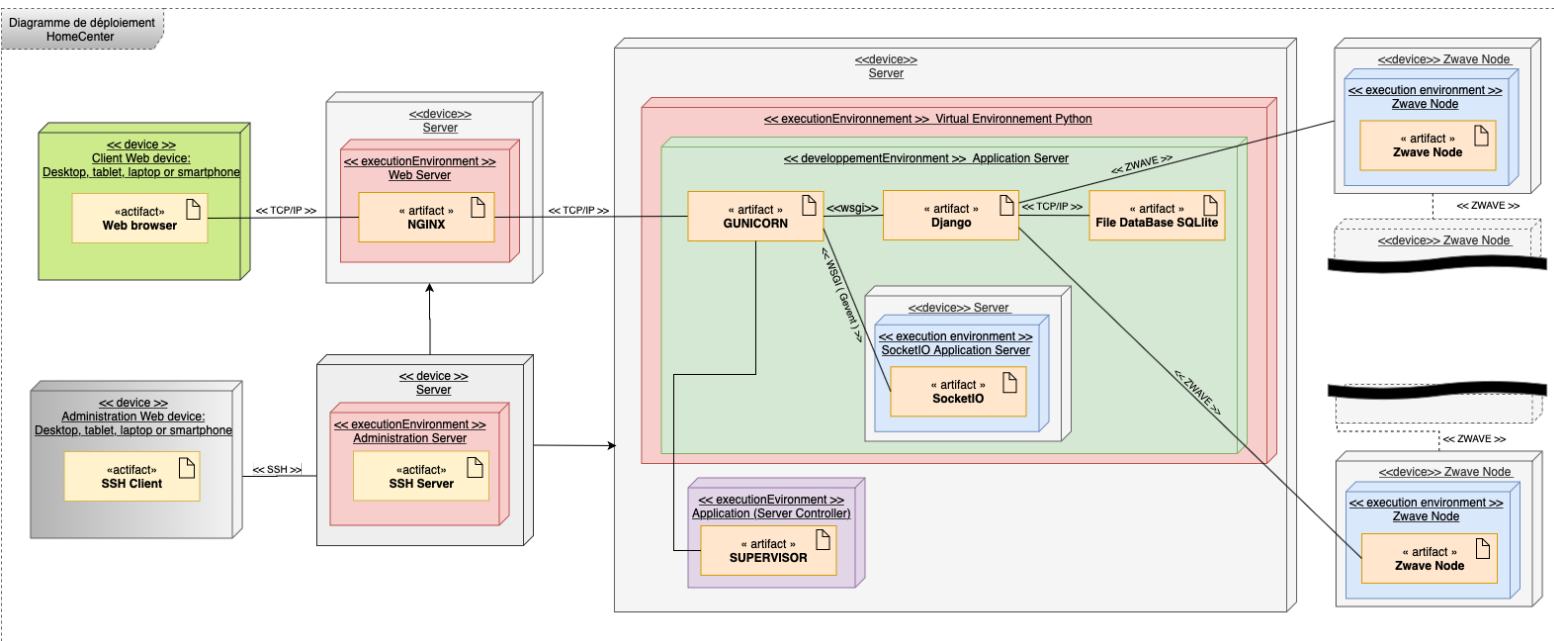 Diagramme de déploiement
HomeCenter
<< device >>
Client Web device:
Desktop, tablet, laptop or smartphone
«actifact»
Web browser
<< TCP/IP >>
<<device>>
Server
<< executionEnvironment >>
Web Server
« artifact »
NGINX
<< TCP/IP >>
<< device >>
Administration Web device:
Desktop, tablet, laptop or smartphone
«actifact»
SSH Client
<< SSH >>
<< device >>
Server
<< executionEnvironment >>
Administration Server
«actifact»
SSH Server
<<device>>
Server
<< executionEnvironnement >> Virtual Environnement Python
<< developpementEnvironment >> Application Server
« artifact »
GUNICORN
<<wsgi>>
« artifact »
Django
<< TCP/IP >>
« artifact »
File DataBase SQLlite
<< WSGI ( Gevent ) >>
<<device>> Server
<< execution environment >>
SocketIO Application Server
« artifact »
SocketIO
<< executionEvironment >>
Application (Server Controller)
« artifact »
SUPERVISOR
<< ZWAVE >>
<< ZWAVE >>
<<device>> Zwave Node
<< execution environment >>
Zwave Node
« artifact »
Zwave Node
<< ZWAVE >>
<<device>> Zwave Node
<< ZWAVE >>
<<device>> Zwave Node
<< execution environment >>
Zwave Node
« artifact »
Zwave Node